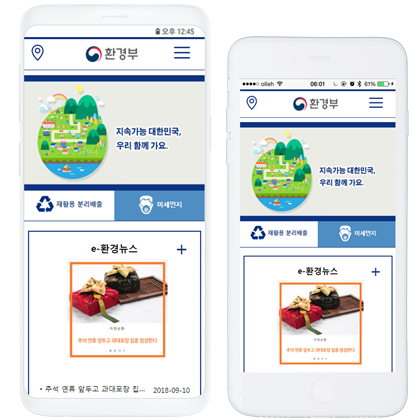 오후 12:45
환경부
지속가능 대한민국,
우리 함께 가요.
재활용 분리배출
미세먼지
e-환경뉴스 +
추석 연휴 앞두고 과대포장 집중 점검한다
• 추석 연휴 앞두고 과대포장 집... 2018-09-10
olleh 06:01 61%
환경부
지속가능 대한민국,
우리 함께 가요.
재활용 분리배출
미세먼지
e-환경뉴스 +
추석 연휴 앞두고 과대포장 집중 점검한다